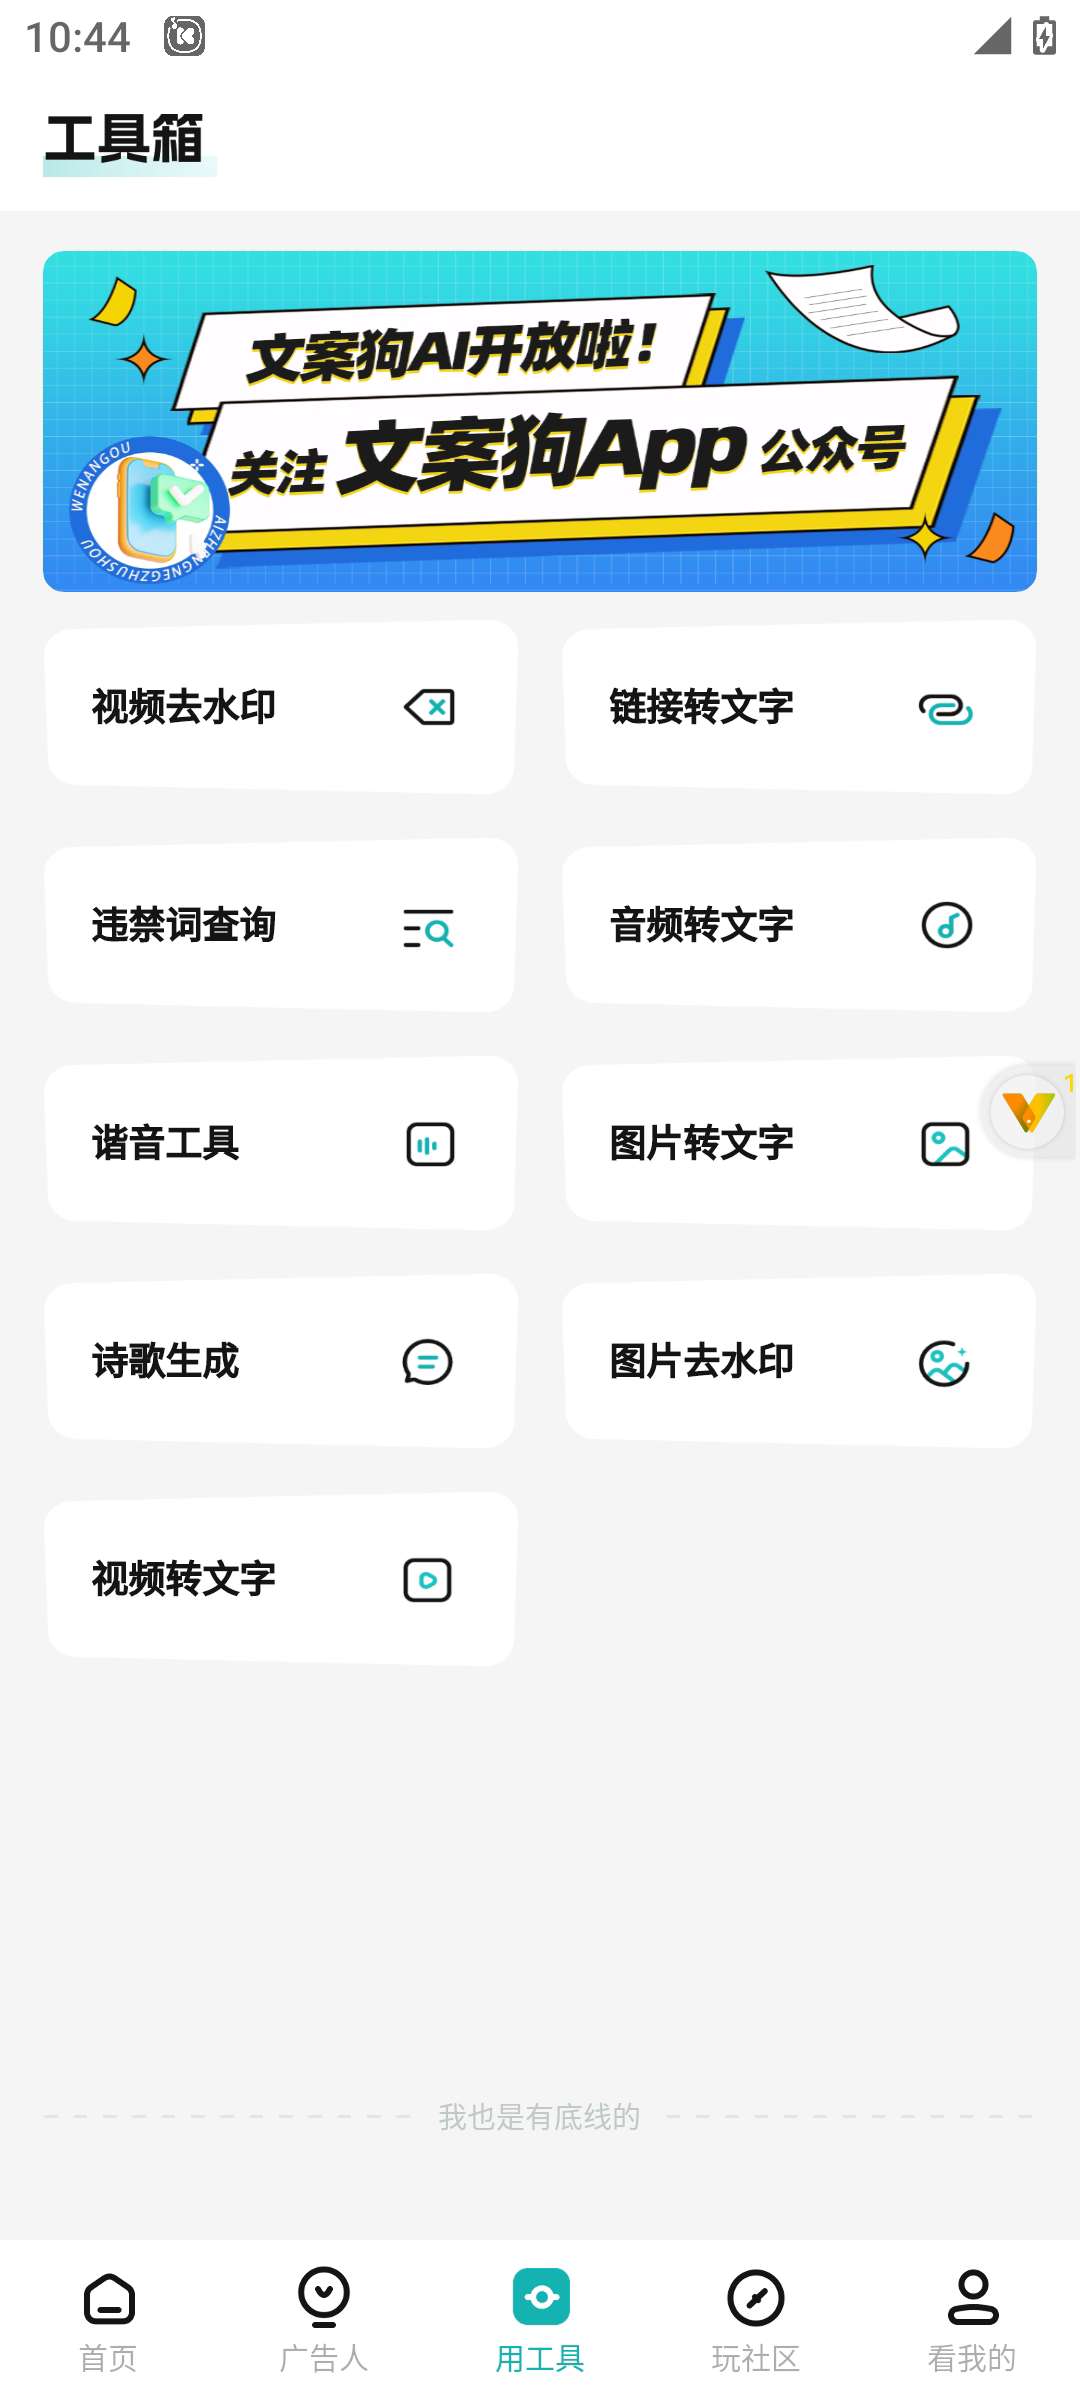 10:44
工具箱
文案狗AI开放啦!
关注 文案狗App 公众号
WENANGOU
AIZHENGNEGZHUSHOU
视频去水印
链接转文字
违禁词查询
音频转文字
1
谐音工具
图片转文字
诗歌生成
图片去水印
视频转文字
我也是有底线的
首页
广告人
用工具
玩社区
看我的